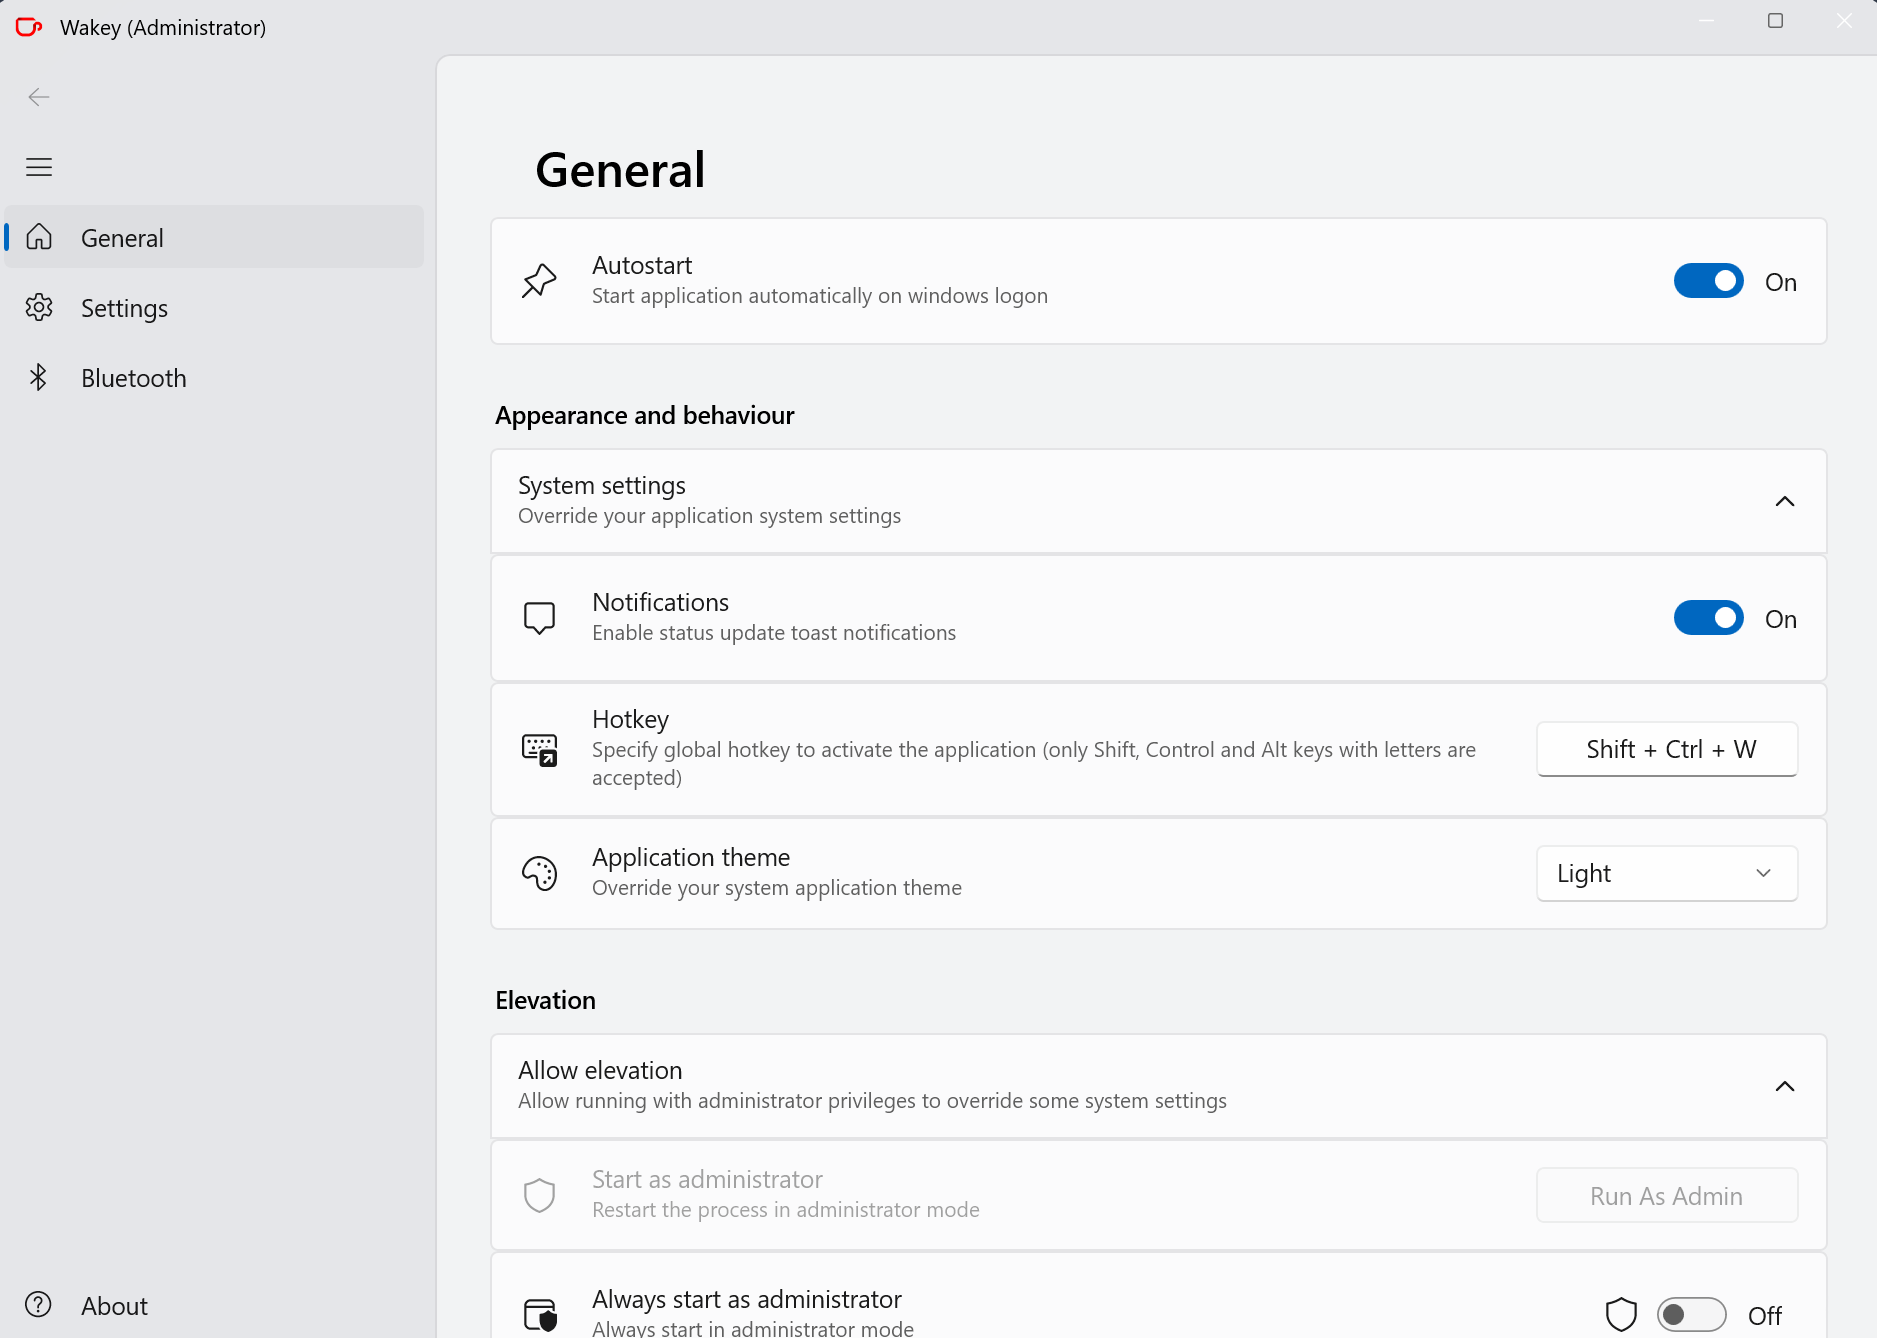 Wakey (Administrator)
General
Settings
Bluetooth
About
General
Autostart
Start application automatically on windows logon
On
Appearance and behaviour
System settings
Override your application system settings
Notifications
Enable status update toast notifications
On
Hotkey
Specify global hotkey to activate the application (only Shift, Control and Alt keys with letters are
accepted)
Shift + Ctrl + W
Application theme
Override your system application theme
Light
Elevation
Allow elevation
Allow running with administrator privileges to override some system settings
Start as administrator
Restart the process in administrator mode
Run As Admin
Always start as administrator
Always start in administrator mode
Off